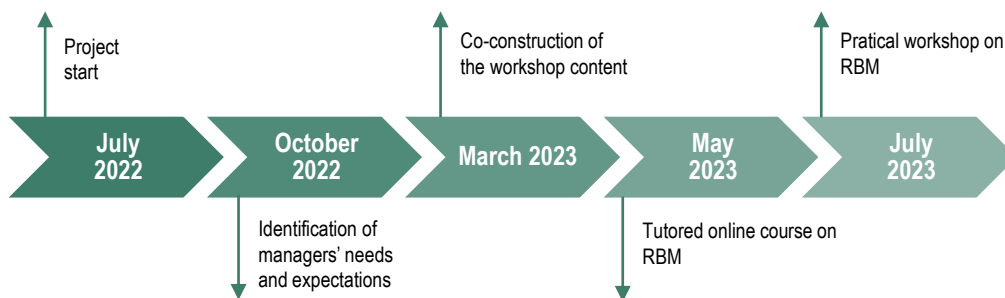 Project
start
Co-construction of
the workshop content
Pratical workshop on
RBM
July
2022
October
2022
March 2023
May
2023
July
2023
Identification of
managers' needs
and expectations
Tutored online course on
RBM